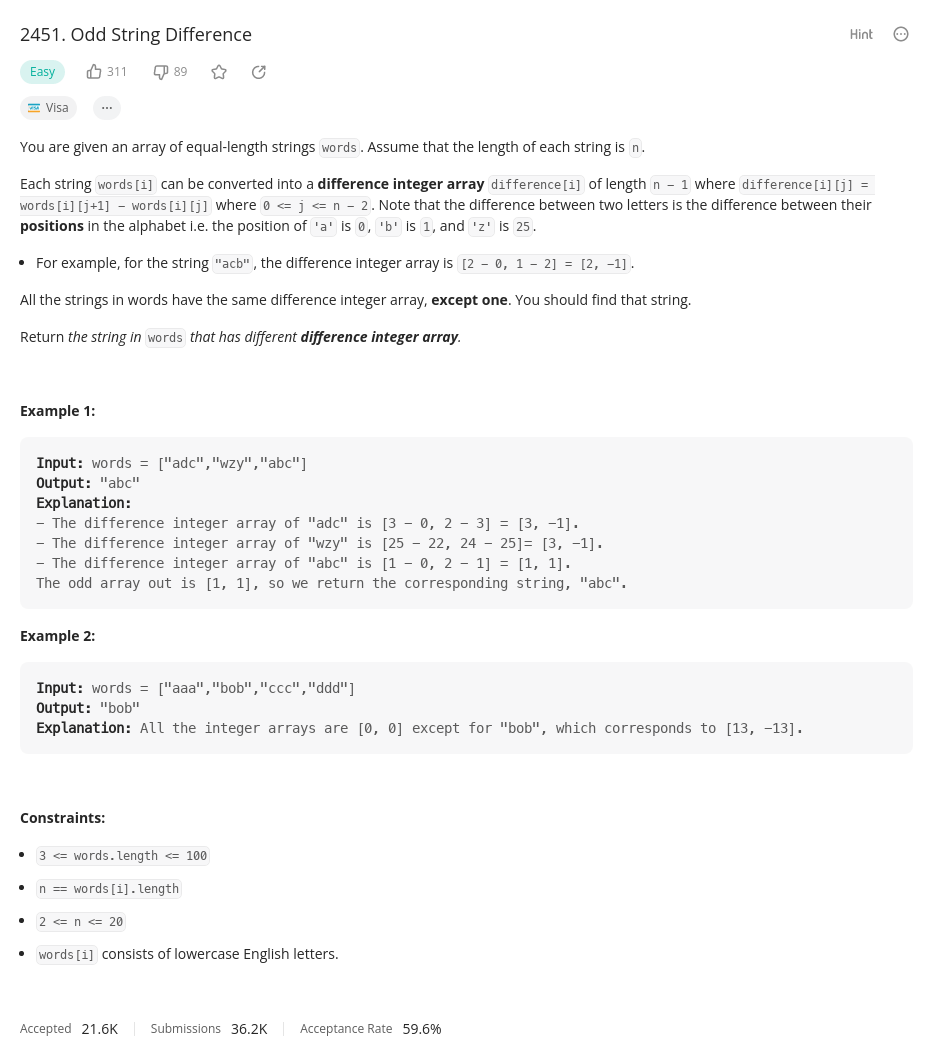 2451. Odd String Difference
Hint
Easy 311 89
VISA Visa ...
You are given an array of equal-length strings words. Assume that the length of each string is n.
Each string words[i] can be converted into a difference integer array difference[i] of length n - 1 where difference[i][j] =
words[i][j+1] - words[i][j] where 0 <= j <= n - 2. Note that the difference between two letters is the difference between their
positions in the alphabet i.e. the position of 'a' is 0, 'b' is 1, and 'z' is 25.
• For example, for the string "acb", the difference integer array is [2 - 0, 1 - 2] = [2, -1].
All the strings in words have the same difference integer array, except one. You should find that string.
Return the string in words that has different difference integer array.
Example 1:
Input: words = ["adc","wzy","abc"]
Output: "abc"
Explanation:
- The difference integer array of "adc" is [3 - 0, 2 - 3] = [3, -1].
- The difference integer array of "wzy" is [25 - 22, 24 - 25]= [3, -1].
- The difference integer array of "abc" is [1 - 0, 2 - 1] = [1, 1].
The odd array out is [1, 1], so we return the corresponding string, "abc".
Example 2:
Input: words = ["aaa","bob","ccc","ddd"]
Output: "bob"
Explanation: All the integer arrays are [0, 0] except for "bob", which corresponds to [13, -13].
Constraints:
• 3 <= words.length <= 100
• n == words[i].length
• 2 <= n <= 20
• words[i] consists of lowercase English letters.
Accepted 21.6K Submissions 36.2K Acceptance Rate 59.6%